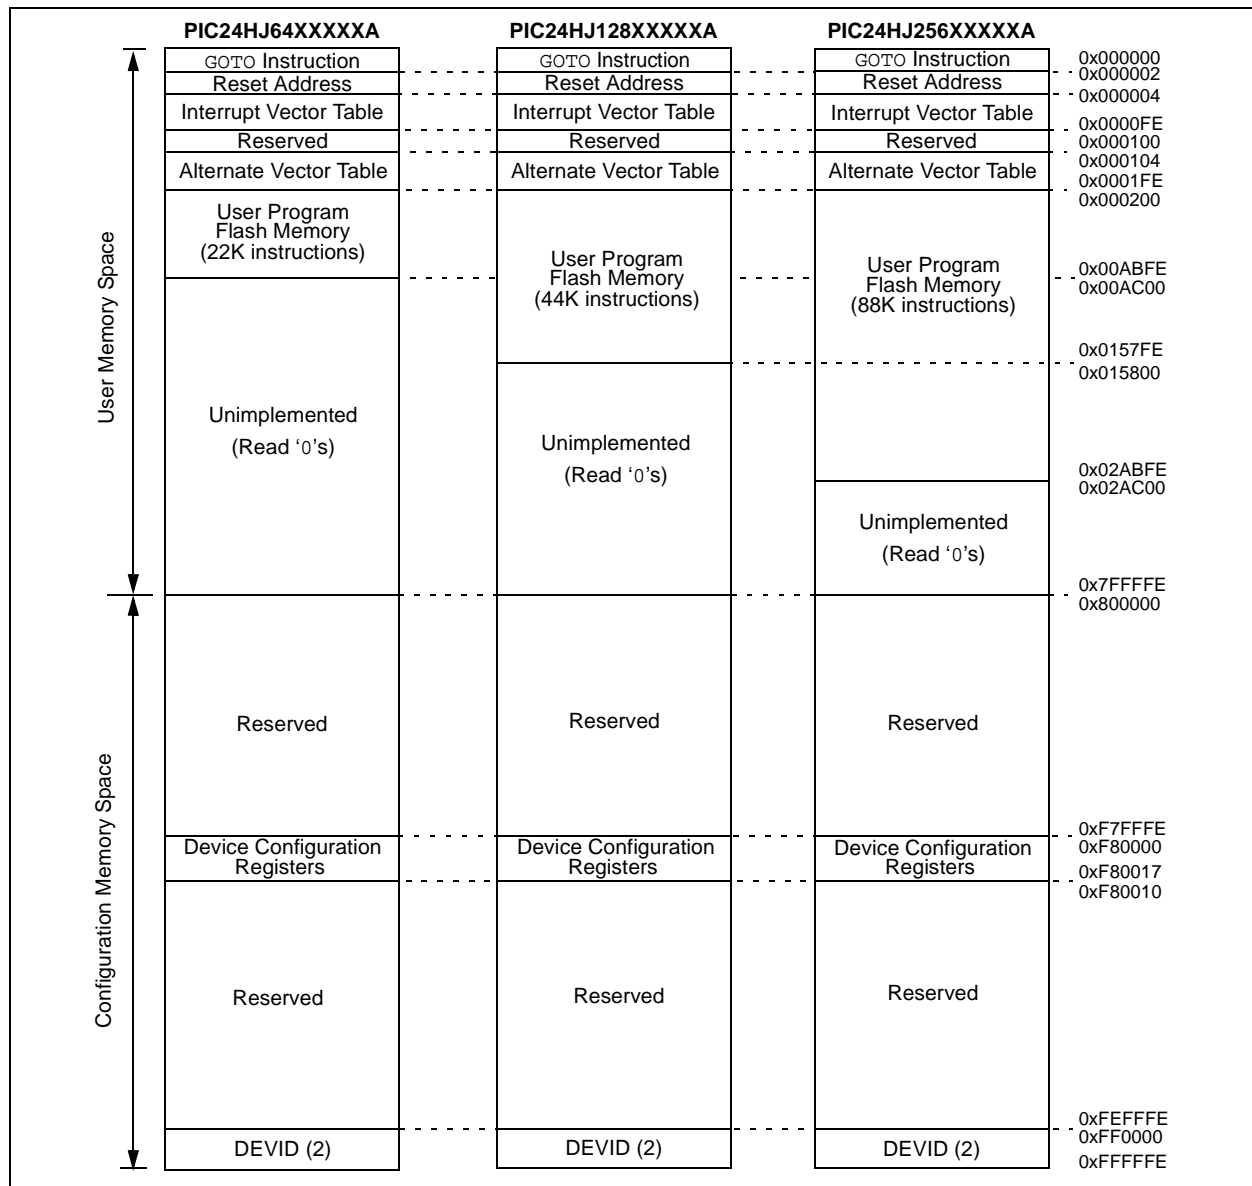 PIC24HJ64XXXXXA
GOTO Instruction
Reset Address
Interrupt Vector Table
Reserved
Alternate Vector Table
User Program
Flash Memory
(22K instructions)
Unimplemented
(Read ‘0’s)
Reserved
Device Configuration
Registers
Reserved
DEVID (2)
PIC24HJ128XXXXXA
GOTO Instruction
Reset Address
Interrupt Vector Table
Reserved
Alternate Vector Table
User Program
Flash Memory
(44K instructions)
Unimplemented
(Read ‘0’s)
Reserved
Device Configuration
Registers
Reserved
DEVID (2)
PIC24HJ256XXXXXA
GOTO Instruction
Reset Address
Interrupt Vector Table
Reserved
Alternate Vector Table
User Program
Flash Memory
(88K instructions)
Unimplemented
(Read ‘0’s)
Reserved
Device Configuration
Registers
Reserved
DEVID (2)
0x000000
0x000002
0x000004
0x0000FE
0x000100
0x000104
0x0001FE
0x000200
0x00ABFE
0x00AC00
0x0157FE
0x015800
0x02ABFE
0x02AC00
0x7FFFFE
0x800000
0xF7FFFE
0xF80000
0xF80017
0xF80010
0xFEFFFE
0xFF0000
0xFFFFFE
User Memory Space
Configuration Memory Space